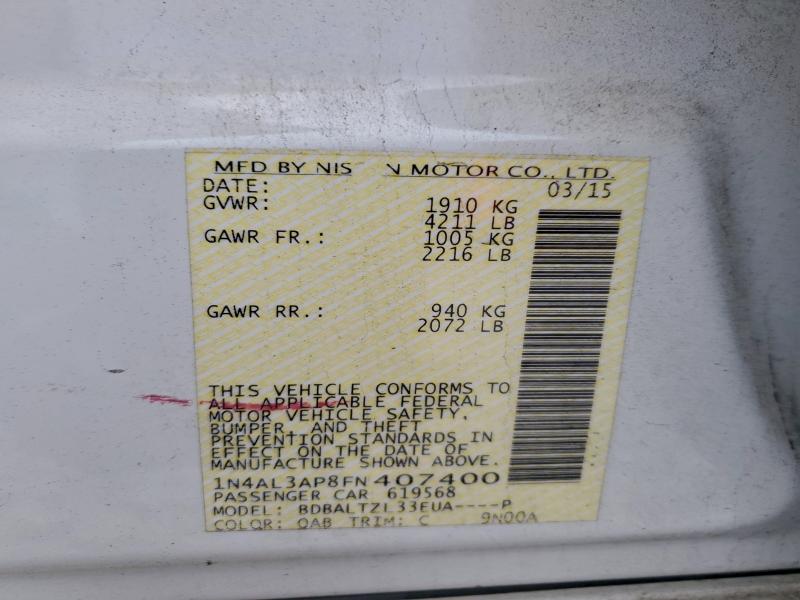 MFD BY NIS N MOTOR CO., LTD.
DATE: 03/15
GVWR: 1910 KG
4211 LB
GAWR FR.: 1005 KG
2216 LB
GAWR RR.: 940 KG
2072 LB
THIS VEHICLE CONFORMS TO
ALL APPLICABLE FEDERAL
MOTOR VEHICLE SAFETY,
BUMPER, AND THEFT
PREVENTION STANDARDS IN
EFFECT ON THE DATE OF
MANUFACTURE SHOWN ABOVE.
1N4AL3AP8FN407400
PASSENGER CAR 619568
MODEL: BDBALTZL33EUA----P
COLOR: QAB TRIM: C 9N00A